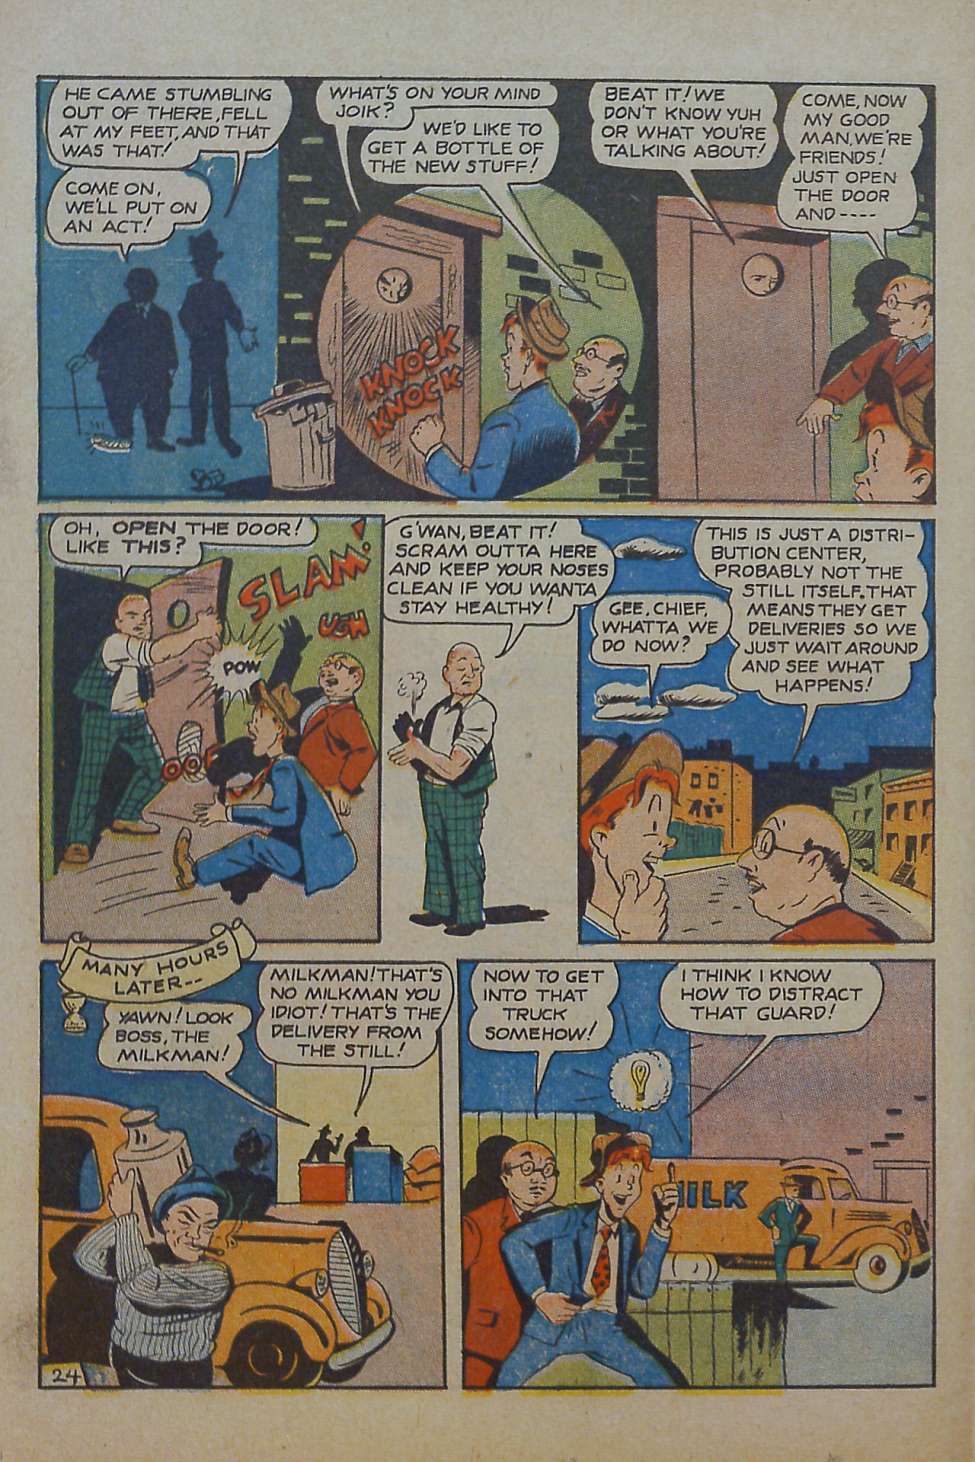 HE CAME STUMBLING
OUT OF THERE, FELL
AT MY FEET, AND THAT
WAS THAT!
COME ON,
WE'LL PUT ON
AN ACT!
WHAT'S ON YOUR MIND
JOIK?
WE'D LIKE TO
GET A BOTTLE OF
THE NEW STUFF!
KNOCK
KNOCK
BEAT IT! WE
DON'T KNOW YUH
OR WHAT YOU'RE
TALKING ABOUT!
COME, NOW
MY GOOD
MAN, WE'RE
FRIENDS!
JUST OPEN
THE DOOR
AND ----
OH, OPEN THE DOOR!
LIKE THIS?
SLAM!
UGH
POW
OOF
G'WAN, BEAT IT!
SCRAM OUTTA HERE
AND KEEP YOUR NOSES
CLEAN IF YOU WANTA
STAY HEALTHY!
GEE, CHIEF,
WHATTA WE
DO NOW?
THIS IS JUST A DISTRI-
BUTION CENTER,
PROBABLY NOT THE
STILL ITSELF. THAT
MEANS THEY GET
DELIVERIES SO WE
JUST WAIT AROUND
AND SEE WHAT
HAPPENS!
MANY HOURS
LATER--
YAWN! LOOK
BOSS, THE
MILKMAN!
MILKMAN! THAT'S
NO MILKMAN YOU
IDIOT! THAT'S THE
DELIVERY FROM
THE STILL!
24
NOW TO GET
INTO THAT
TRUCK
SOMEHOW!
I THINK I KNOW
HOW TO DISTRACT
THAT GUARD!
MILK